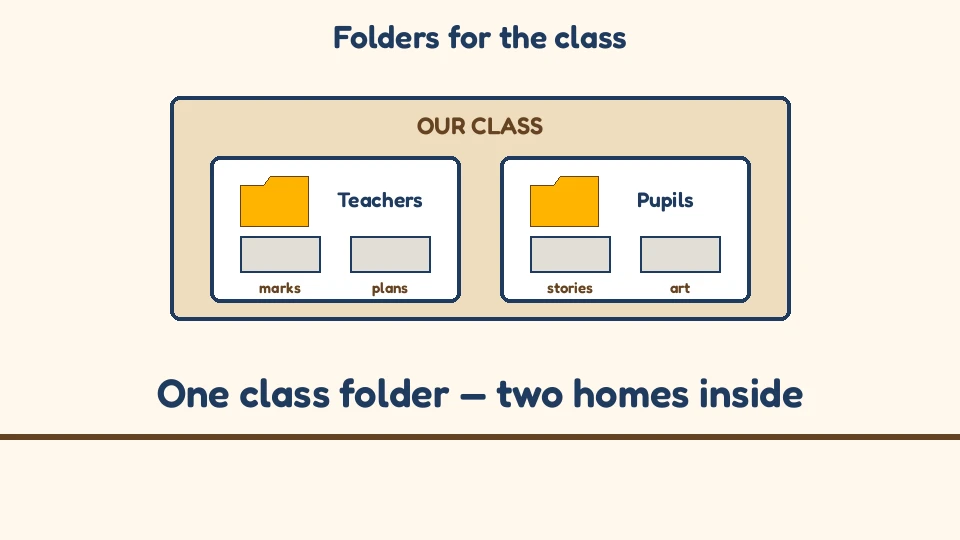 Folders for the class
OUR CLASS
Teachers
Pupils
marks
plans
stories
art
One class folder — two homes inside